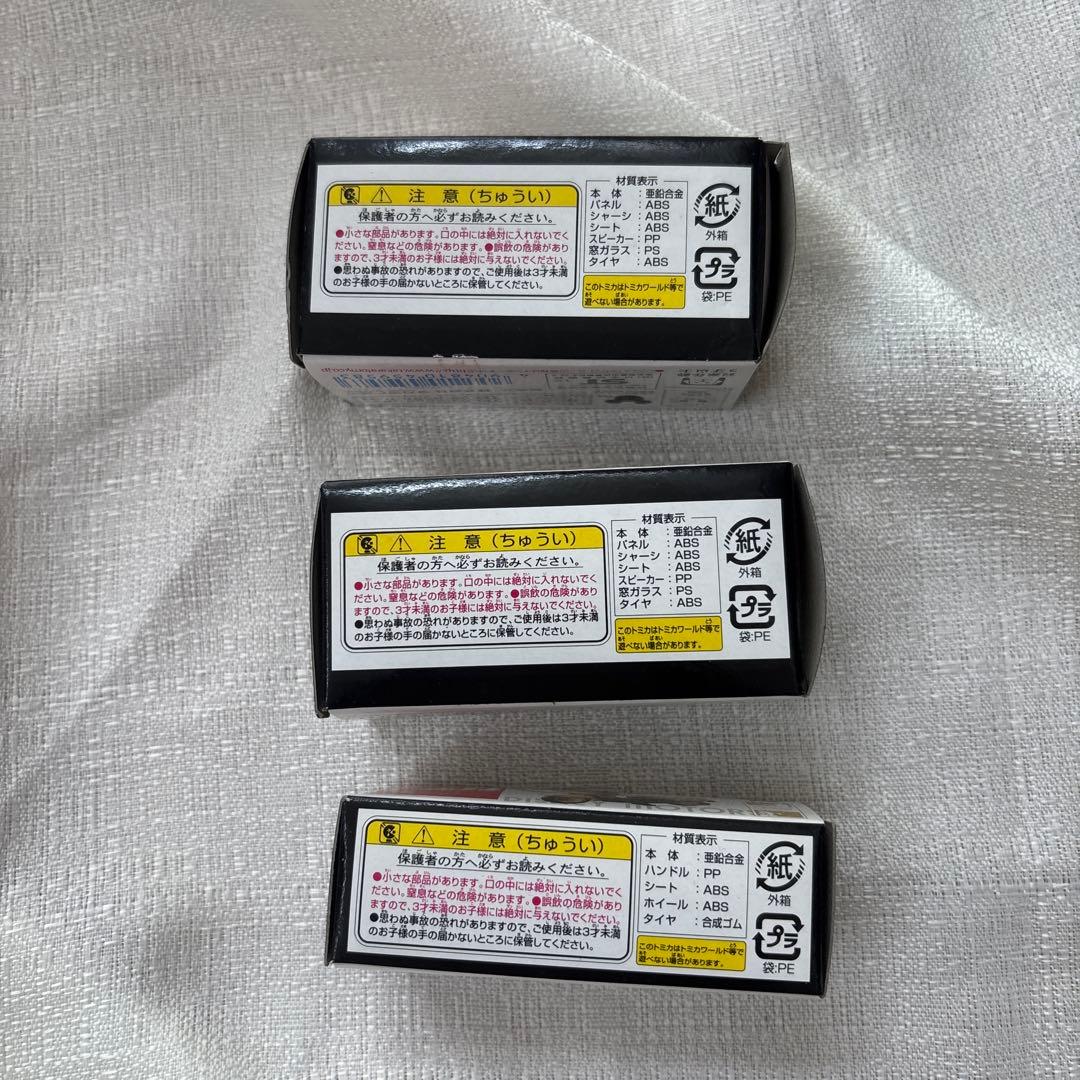 注 意 (ちゅうい)
保護者の方へ必ずお読みください。
●小さな部品があります。口の中には絶対に入れないでく
ださい。窒息などの危険があります。●誤飲の危険があり
ますので、3才未満のお子様には絶対に与えないでください。
●思わぬ事故の恐れがありますので、ご使用後は3才未満
のお子様の手の届かないところに保管してください。
材質表示
本体:亜鉛合金
パネル:ABS
シャーシ:ABS
シート:ABS
スピーカー:PP
窓ガラス:PS
タイヤ:ABS
このトミカはトミカワールド等で
遊べない場合があります。
紙
外箱
プラ
袋:PE
注 意 (ちゅうい)
保護者の方へ必ずお読みください。
●小さな部品があります。口の中には絶対に入れないでく
ださい。窒息などの危険があります。●誤飲の危険があり
ますので、3才未満のお子様には絶対に与えないでください。
●思わぬ事故の恐れがありますので、ご使用後は3才未満
のお子様の手の届かないところに保管してください。
材質表示
本体:亜鉛合金
パネル:ABS
シャーシ:ABS
シート:ABS
スピーカー:PP
窓ガラス:PS
タイヤ:ABS
このトミカはトミカワールド等で
遊べない場合があります。
紙
外箱
プラ
袋:PE
注 意 (ちゅうい)
保護者の方へ必ずお読みください。
●小さな部品があります。口の中には絶対に入れないでく
ださい。窒息などの危険があります。●誤飲の危険があり
ますので、3才未満のお子様には絶対に与えないでください。
●思わぬ事故の恐れがありますので、ご使用後は3才未満
のお子様の手の届かないところに保管してください。
材質表示
本体:亜鉛合金
ハンドル:PP
シート:ABS
ホイール:ABS
タイヤ:合成ゴム
このトミカはトミカワールド等で
遊べない場合があります。
紙
外箱
プラ
袋:PE